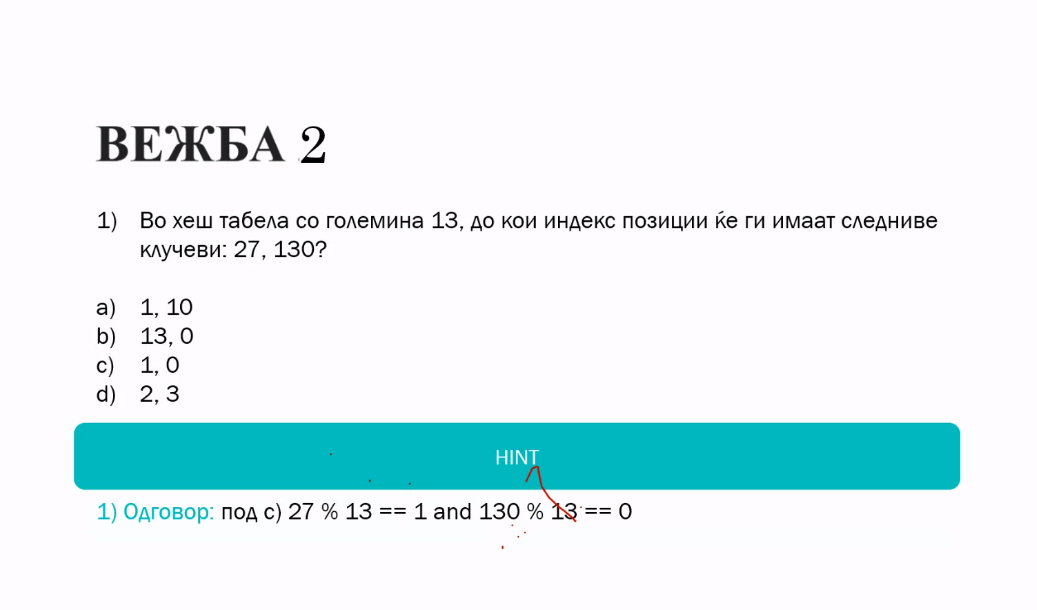 ВЕЖБА 2
1) Во хеш табела со големина 13, до кои индекс позиции ќе ги имаат следниве
клучеви: 27, 130?
a) 1, 10
b) 13, 0
c) 1, 0
d) 2, 3
HINT
1) Одговор: под c) 27 % 13 == 1 and 130 % 13 == 0